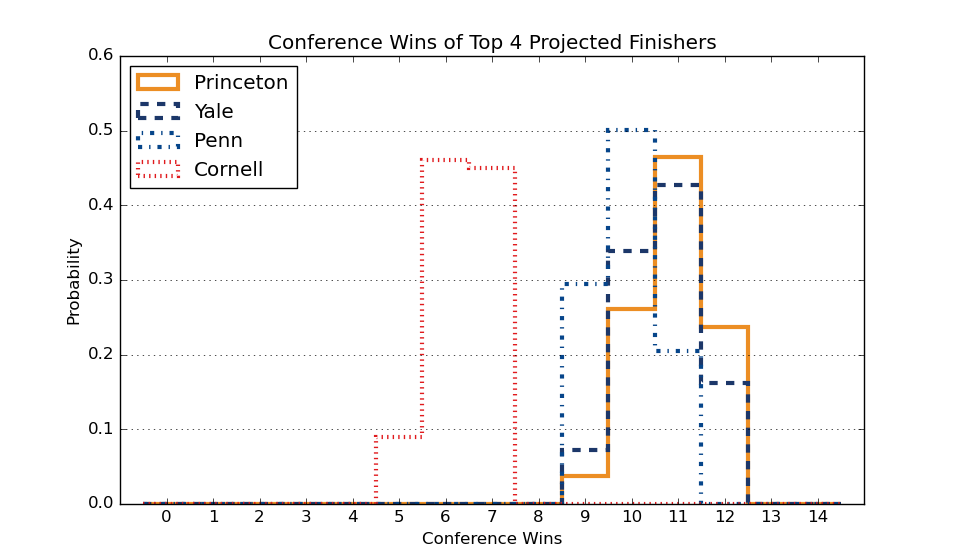 Conference Wins of Top 4 Projected Finishers
0.6
0.5
0.4
0.3
0.2
0.1
0.0
Probability
Princeton
Yale
Penn
Cornell
0 1 2 3 4 5 6 7 8 9 10 11 12 13 14
Conference Wins